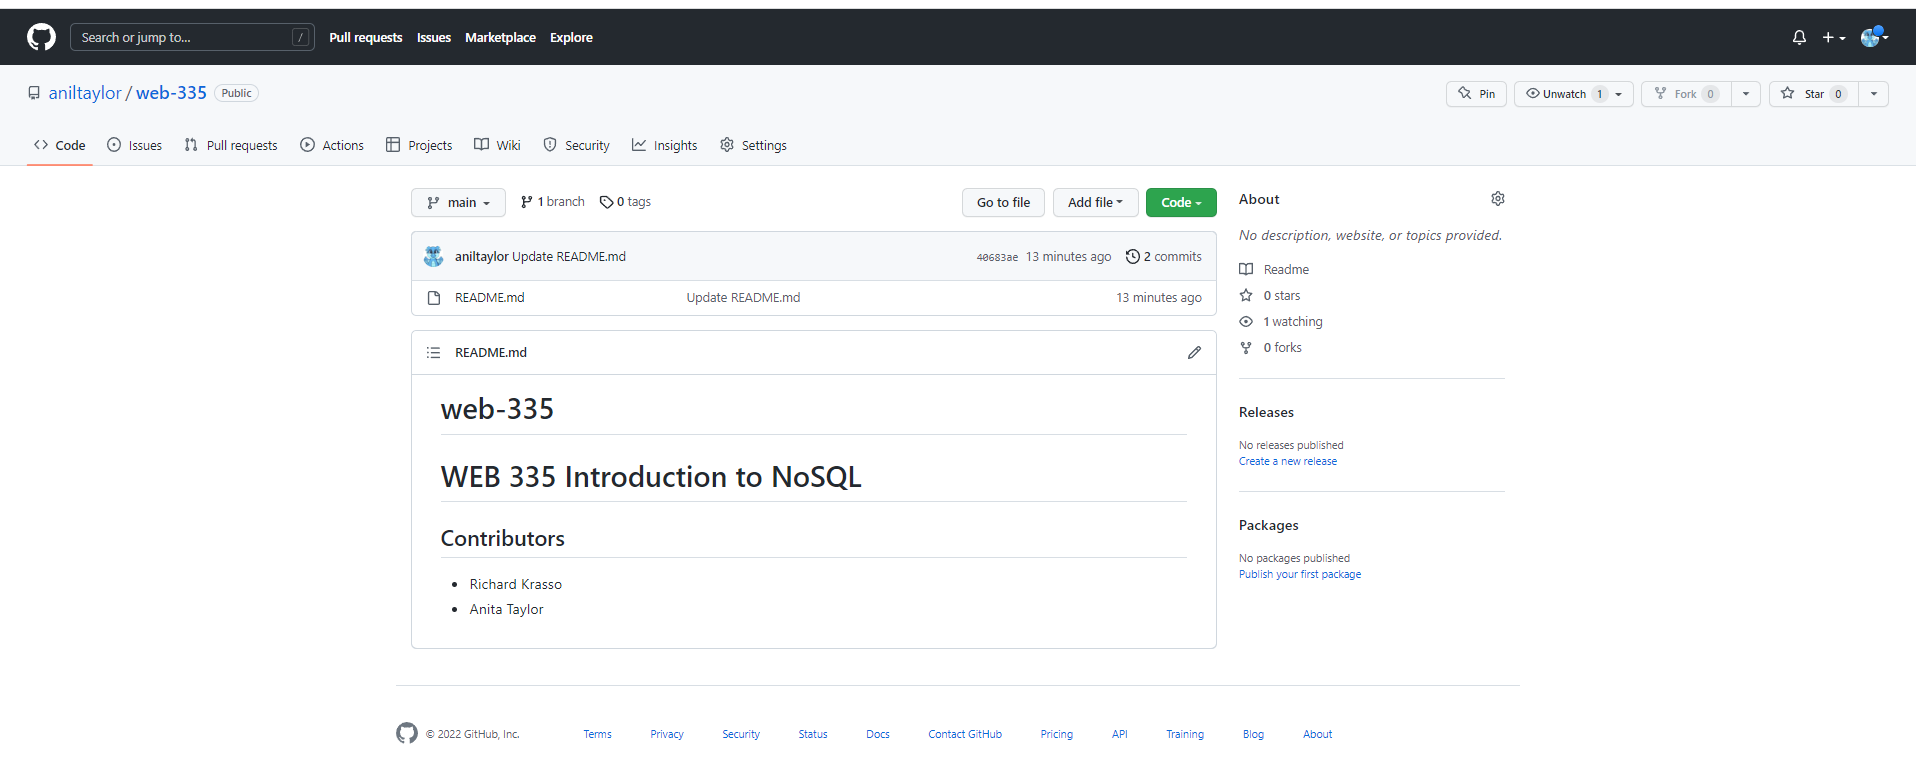 Search or jump to... /
Pull requests Issues Marketplace Explore
aniltaylor / web-335 Public
Pin Unwatch 1 Fork 0 Star 0
Code Issues Pull requests Actions Projects Wiki Security Insights Settings
main 1 branch 0 tags Go to file Add file Code
aniltaylor Update README.md 40683ae 13 minutes ago 2 commits
README.md Update README.md 13 minutes ago
README.md
web-335
WEB 335 Introduction to NoSQL
Contributors
Richard Krasso
Anita Taylor
About
No description, website, or topics provided.
Readme
0 stars
1 watching
0 forks
Releases
No releases published
Create a new release
Packages
No packages published
Publish your first package
© 2022 GitHub, Inc. Terms Privacy Security Status Docs Contact GitHub Pricing API Training Blog About